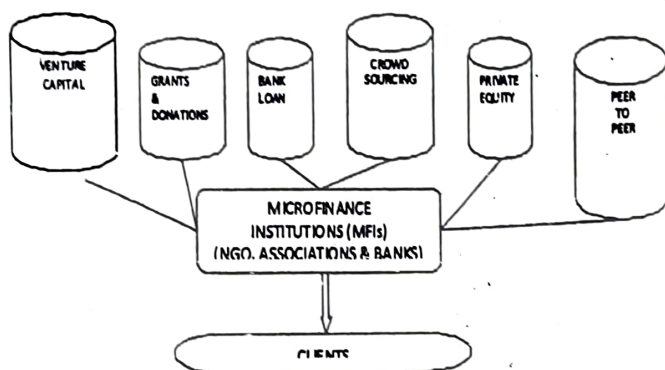 VENTURE
CAPITAL
GRANTS
&
DONATIONS
BANK
LOAN
CROWD
SOURCING
PRIVATE
EQUITY
PEER
TO
PEER
MICROFINANCE
INSTITUTIONS (MFIs)
(NGO, ASSOCIATIONS & BANKS)
CLIENTS